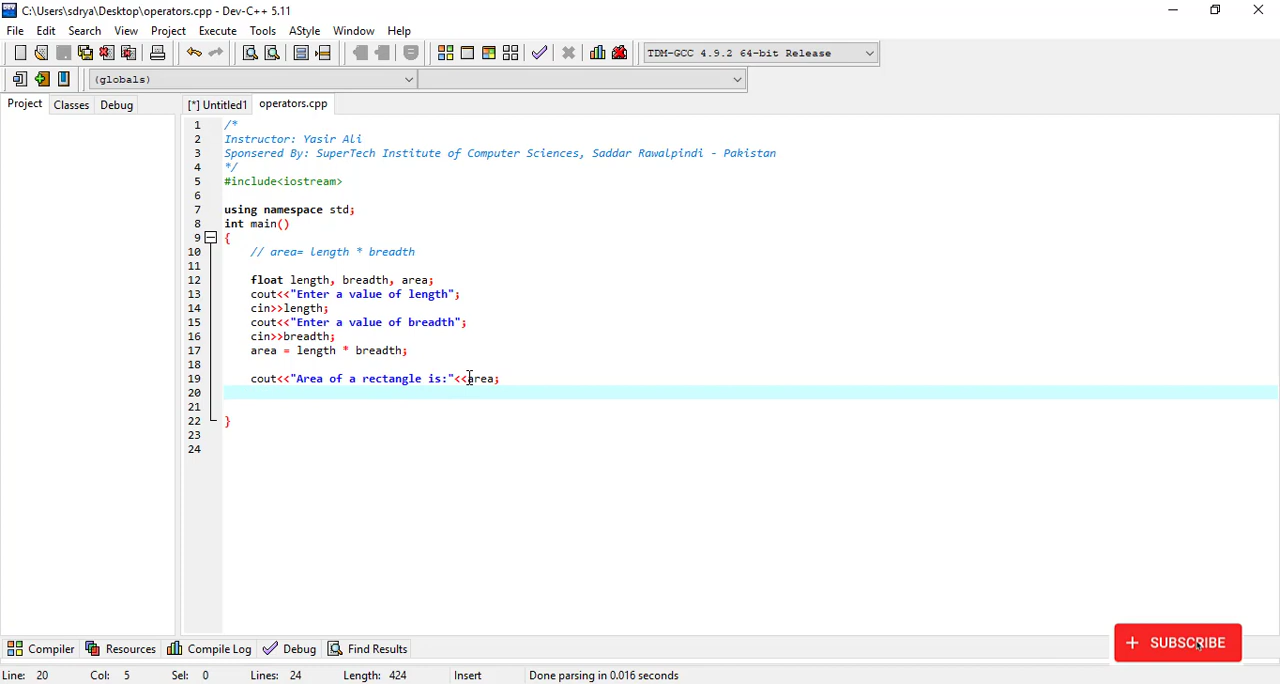 C:\Users\sdrya\Desktop\operators.cpp - Dev-C++ 5.11
File Edit Search View Project Execute Tools AStyle Window Help
TDM-GCC 4.9.2 64-bit Release
(globals)
Project Classes Debug [*] Untitled1 operators.cpp
1 /*
2 Instructor: Yasir Ali
3 Sponsered By: SuperTech Institute of Computer Sciences, Saddar Rawalpindi - Pakistan
4 */
5 #include<iostream>
6
7 using namespace std;
8 int main()
9 {
10 // area= length * breadth
11
12 float length, breadth, area;
13 cout<<"Enter a value of length";
14 cin>>length;
15 cout<<"Enter a value of breadth";
16 cin>>breadth;
17 area = length * breadth;
18
19 cout<<"Area of a rectangle is:"<<area;
20
21
22 }
23
24
+ SUBSCRIBE
Compiler Resources Compile Log Debug Find Results
Line: 20 Col: 5 Sel: 0 Lines: 24 Length: 424 Insert Done parsing in 0.016 seconds